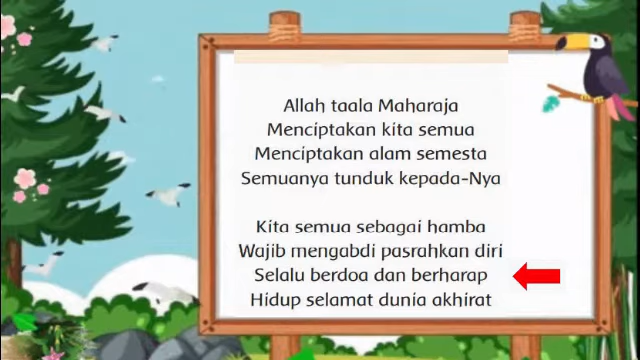 Allah taala Maharaja
Menciptakan kita semua
Menciptakan alam semesta
Semuanya tunduk kepada-Nya
Kita semua sebagai hamba
Wajib mengabdi pasrahkan diri
Selalu berdoa dan berharap
Hidup selamat dunia akhirat